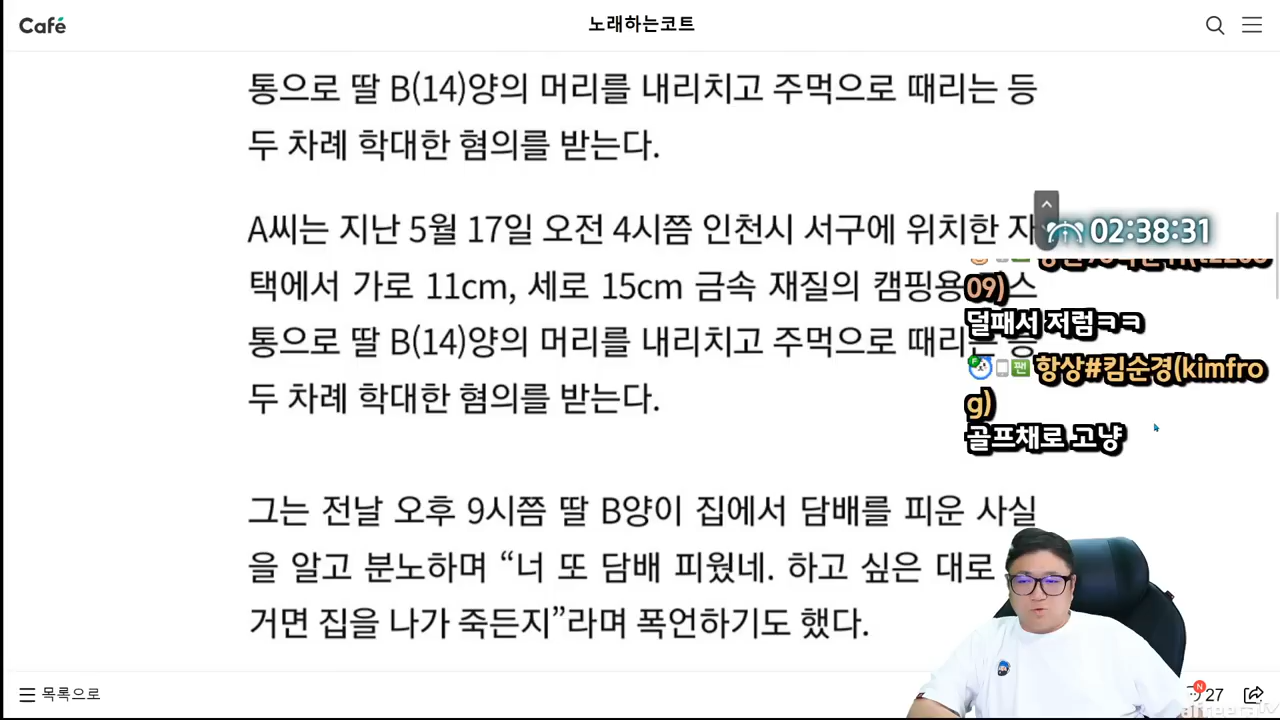 Café
노래하는코트
통으로 딸 B(14)양의 머리를 내리치고 주먹으로 때리는 등
두 차례 학대한 혐의를 받는다.
A씨는 지난 5월 17일 오전 4시쯤 인천시 서구에 위치한 자
02:38:31
택에서 가로 11cm, 세로 15cm 금속 재질의 캠핑용 스
09)
덜패서 저럼ㅋㅋ
통으로 딸 B(14)양의 머리를 내리치고 주먹으로 때리는 등
팬 항상#킴순경(kimfro
g)
두 차례 학대한 혐의를 받는다.
골프채로 고냥
그는 전날 오후 9시쯤 딸 B양이 집에서 담배를 피운 사실
을 알고 분노하며 “너 또 담배 피웠네. 하고 싶은 대로
거면 집을 나가 죽든지”라며 폭언하기도 했다.
목록으로
N
27
afreecaTV